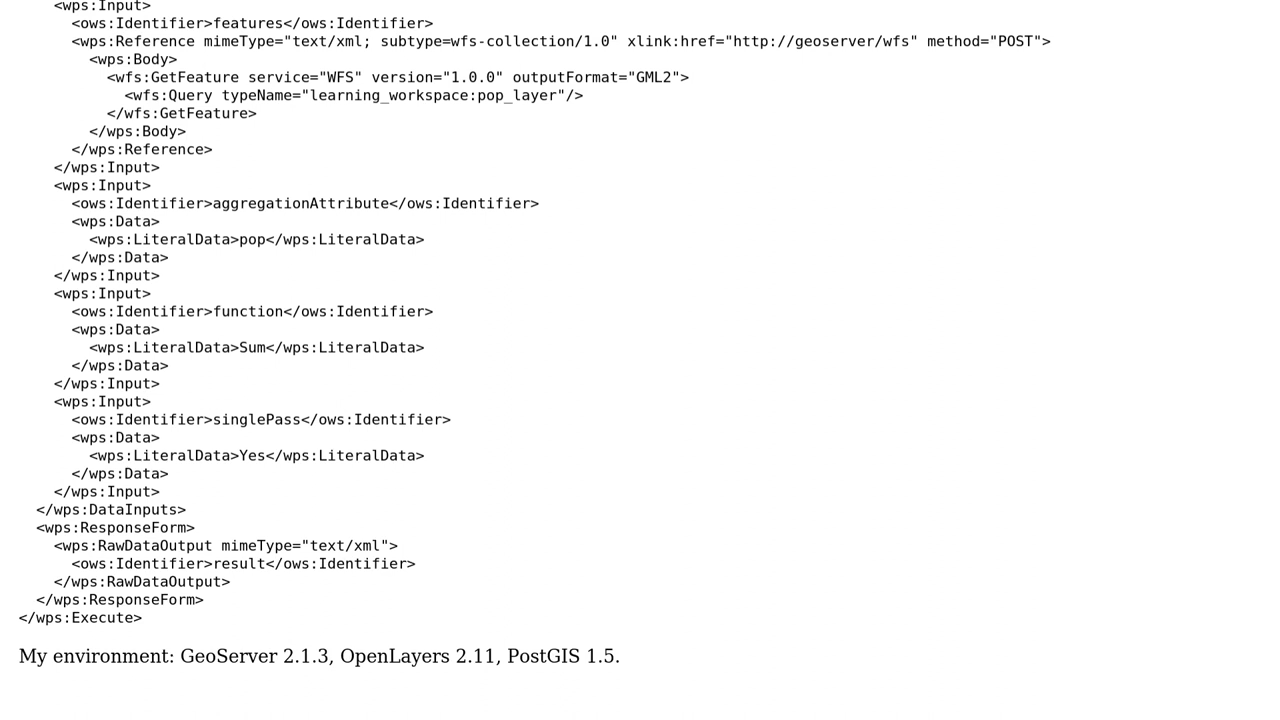 <wps:Input>
<ows:Identifier>features</ows:Identifier>
<wps:Reference mimeType="text/xml; subtype=wfs-collection/1.0" xlink:href="http://geoserver/wfs" method="POST">
<wps:Body>
<wfs:GetFeature service="WFS" version="1.0.0" outputFormat="GML2">
<wfs:Query typeName="learning_workspace:pop_layer"/>
</wfs:GetFeature>
</wps:Body>
</wps:Reference>
</wps:Input>
<wps:Input>
<ows:Identifier>aggregationAttribute</ows:Identifier>
<wps:Data>
<wps:LiteralData>pop</wps:LiteralData>
</wps:Data>
</wps:Input>
<wps:Input>
<ows:Identifier>function</ows:Identifier>
<wps:Data>
<wps:LiteralData>Sum</wps:LiteralData>
</wps:Data>
</wps:Input>
<wps:Input>
<ows:Identifier>singlePass</ows:Identifier>
<wps:Data>
<wps:LiteralData>Yes</wps:LiteralData>
</wps:Data>
</wps:Input>
</wps:DataInputs>
<wps:ResponseForm>
<wps:RawDataOutput mimeType="text/xml">
<ows:Identifier>result</ows:Identifier>
</wps:RawDataOutput>
</wps:ResponseForm>
</wps:Execute>
My environment: GeoServer 2.1.3, OpenLayers 2.11, PostGIS 1.5.